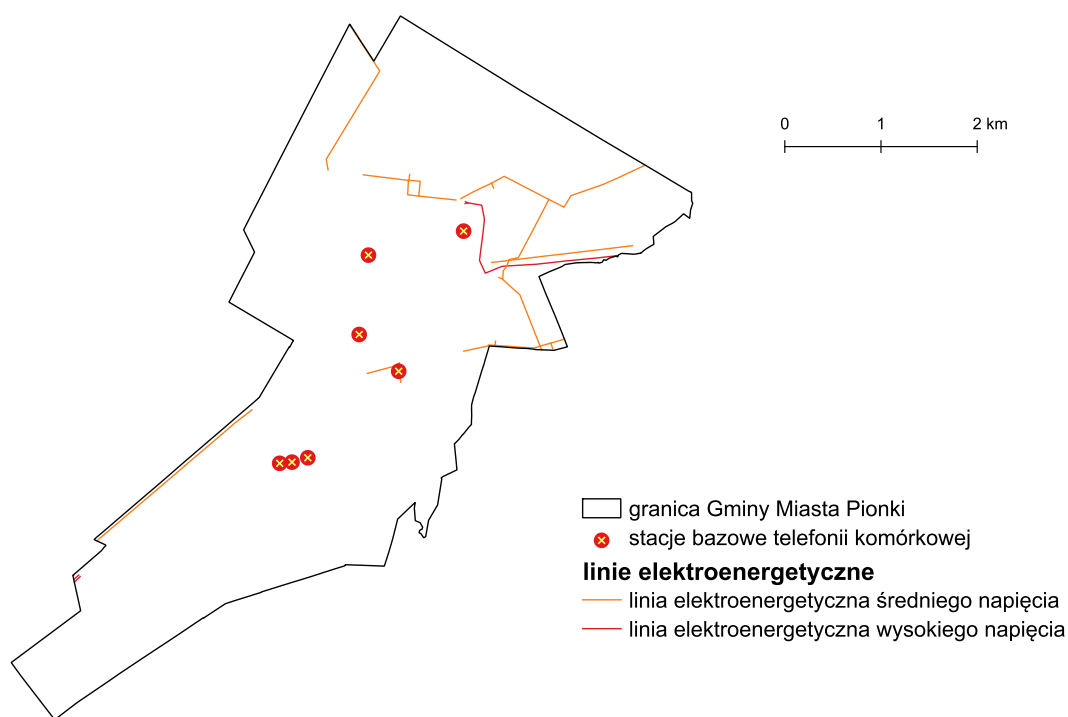 0 1 2 km
granica Gminy Miasta Pionki
stacje bazowe telefonii komórkowej
linie elektroenergetyczne
linia elektroenergetyczna średniego napięcia
linia elektroenergetyczna wysokiego napięcia